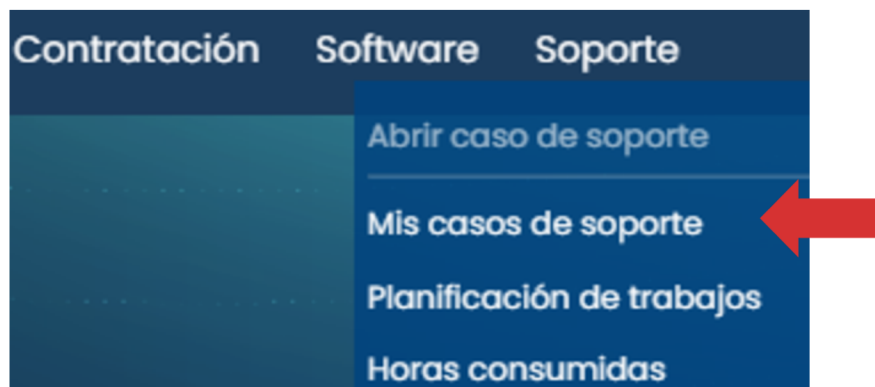 Contratación Software Soporte
Abrir caso de soporte
Mis casos de soporte
Planificación de trabajos
Horas consumidas